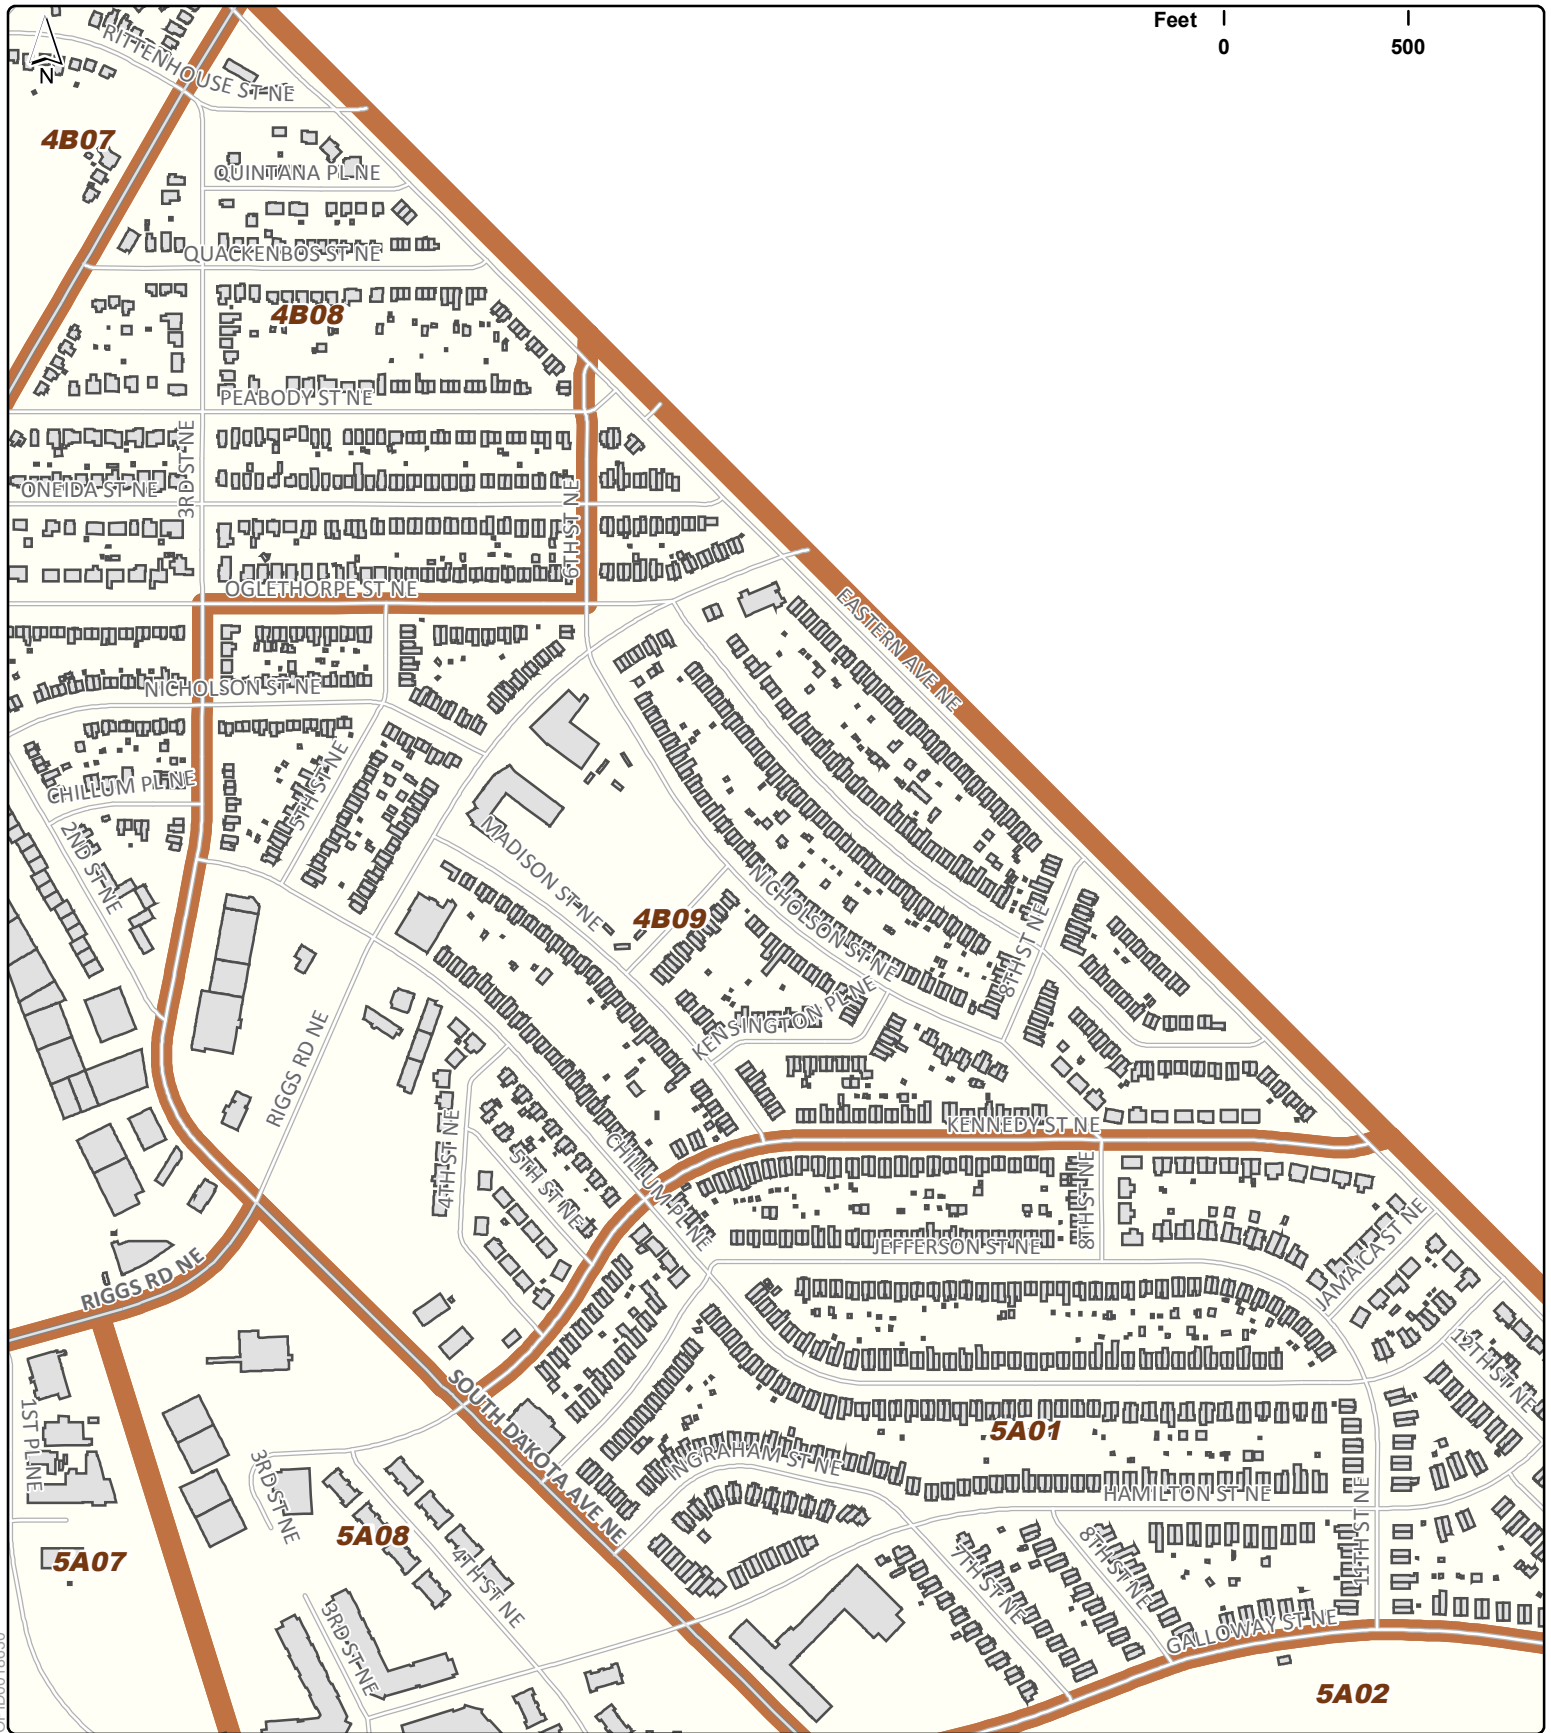 Feet
0
500
RITTENHOUSE ST NE
N
4B07
QUINTANA PL NE
QUACKENBOS ST NE
4B08
PEABODY ST NE
3RD ST NE
ONEIDA ST NE
6TH ST NE
OGLETHORPE ST NE
EASTERN AVE NE
NICHOLSON ST NE
5TH ST NE
CHILLUM PL NE
2ND ST NE
MADISON ST NE
4B09
NICHOLSON ST NE
8TH ST NE
KENSINGTON PL NE
RIGGS RD NE
KENNEDY ST NE
4TH ST NE
5TH ST NE
CHILLUM PL NE
8TH ST NE
JEFFERSON ST NE
JAMAICA ST NE
RIGGS RD NE
12TH ST NE
SOUTH DAKOTA AVE NE
1ST PL NE
5A01
INGRAHAM ST NE
HAMILTON ST NE
3RD ST NE
5A08
4TH ST NE
5A07
7TH ST NE
8TH ST NE
11TH ST NE
3RD ST NE
GALLOWAY ST NE
5A02